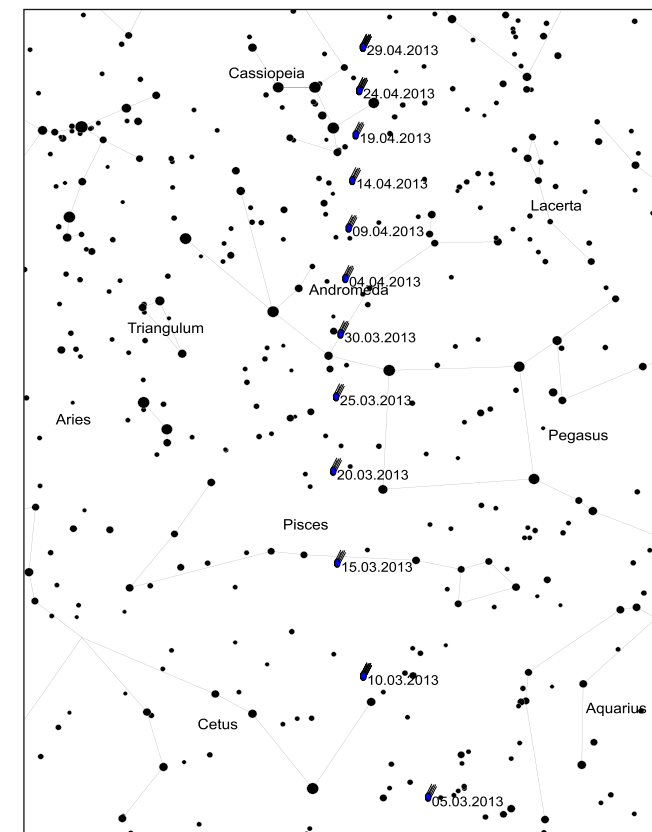 29.04.2013
Cassiopeia
24.04.2013
19.04.2013
14.04.2013
Lacerta
09.04.2013
04.04.2013
Andromeda
Triangulum
30.03.2013
25.03.2013
Aries
Pegasus
20.03.2013
Pisces
15.03.2013
10.03.2013
Aquarius
Cetus
05.03.2013